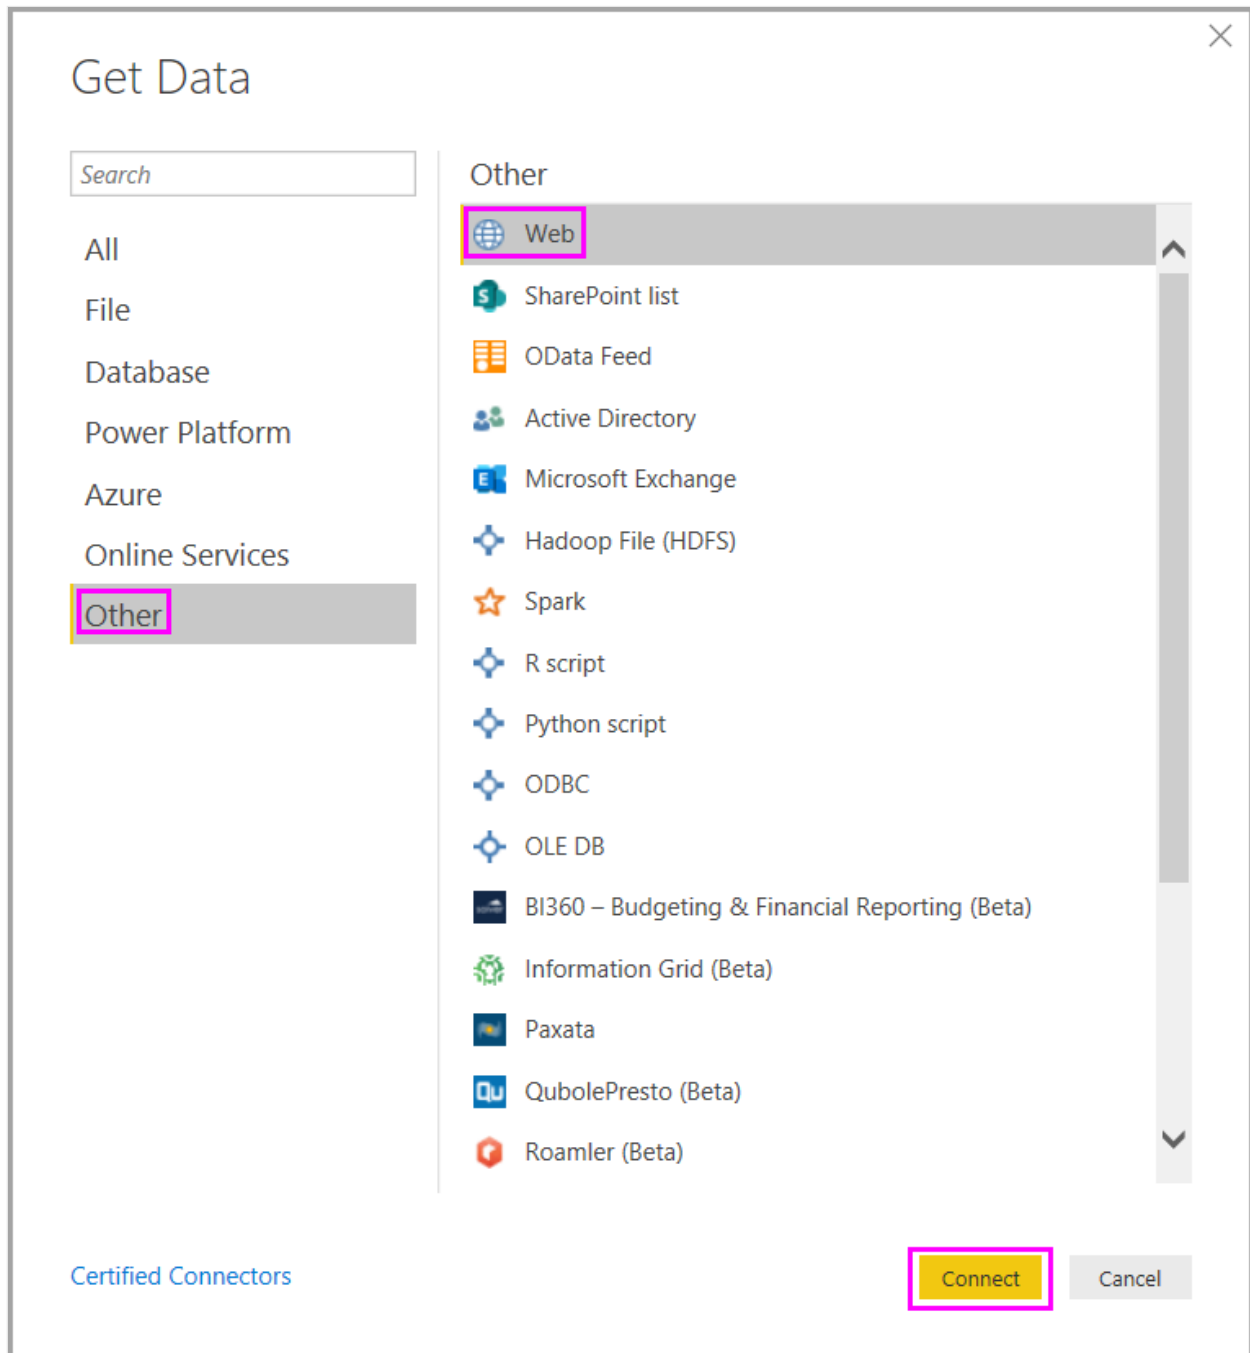 Get Data
Search
All
File
Database
Power Platform
Azure
Online Services
Other
Other
Web
SharePoint list
OData Feed
Active Directory
Microsoft Exchange
Hadoop File (HDFS)
Spark
R script
Python script
ODBC
OLE DB
BI360 – Budgeting & Financial Reporting (Beta)
Information Grid (Beta)
Paxata
QubolePresto (Beta)
Roamler (Beta)
Certified Connectors
Connect
Cancel